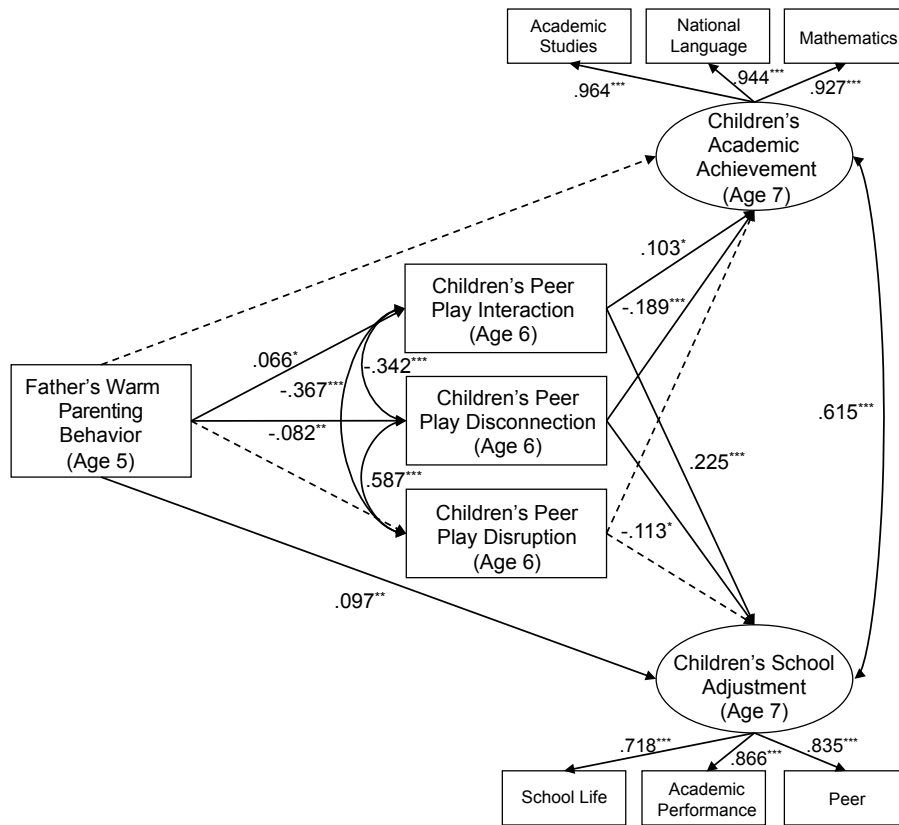 Academic
Studies
National
Language
Mathematics
.964***
.944***
.927***
Children's
Academic
Achievement
(Age 7)
.103*
Children's Peer
Play Interaction
(Age 6)
-.189***
.066*
-.342***
-.367***
Father's Warm
Parenting
Behavior
(Age 5)
Children's Peer
Play Disconnection
(Age 6)
.615***
-.082**
.225***
.587***
Children's Peer
Play Disruption
(Age 6)
-.113*
.097**
Children's School
Adjustment
(Age 7)
.718***
.866***
.835***
School Life
Academic
Performance
Peer